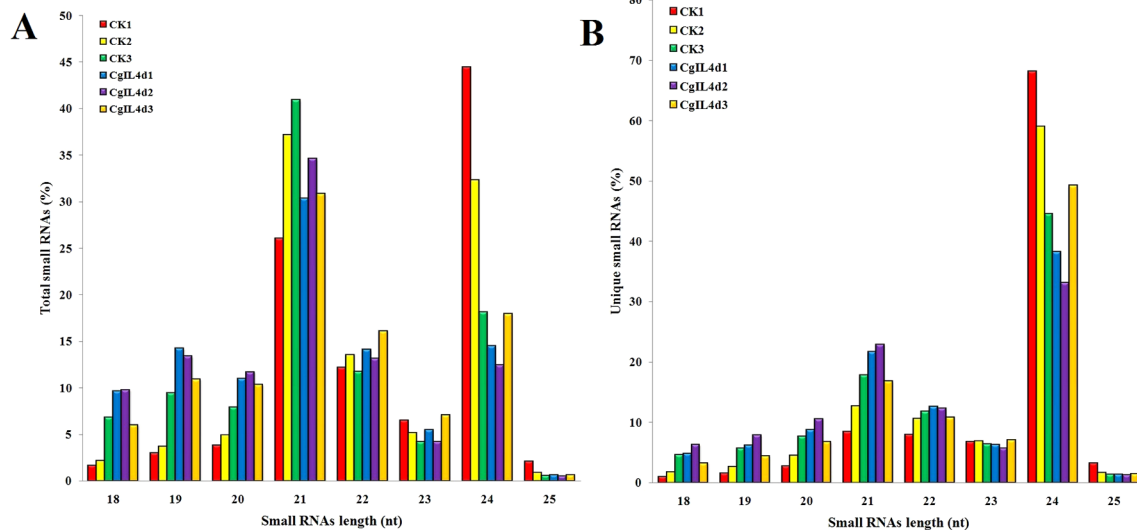 A
CK1
CK2
CK3
CgIL4d1
CgIL4d2
CgIL4d3
50
45
40
35
30
25
20
15
10
5
0
Total small RNAs (%)
18 19 20 21 22 23 24 25
Small RNAs length (nt)
B
CK1
CK2
CK3
CgIL4d1
CgIL4d2
CgIL4d3
80
70
60
50
40
30
20
10
0
Unique small RNAs (%)
18 19 20 21 22 23 24 25
Small RNAs length (nt)